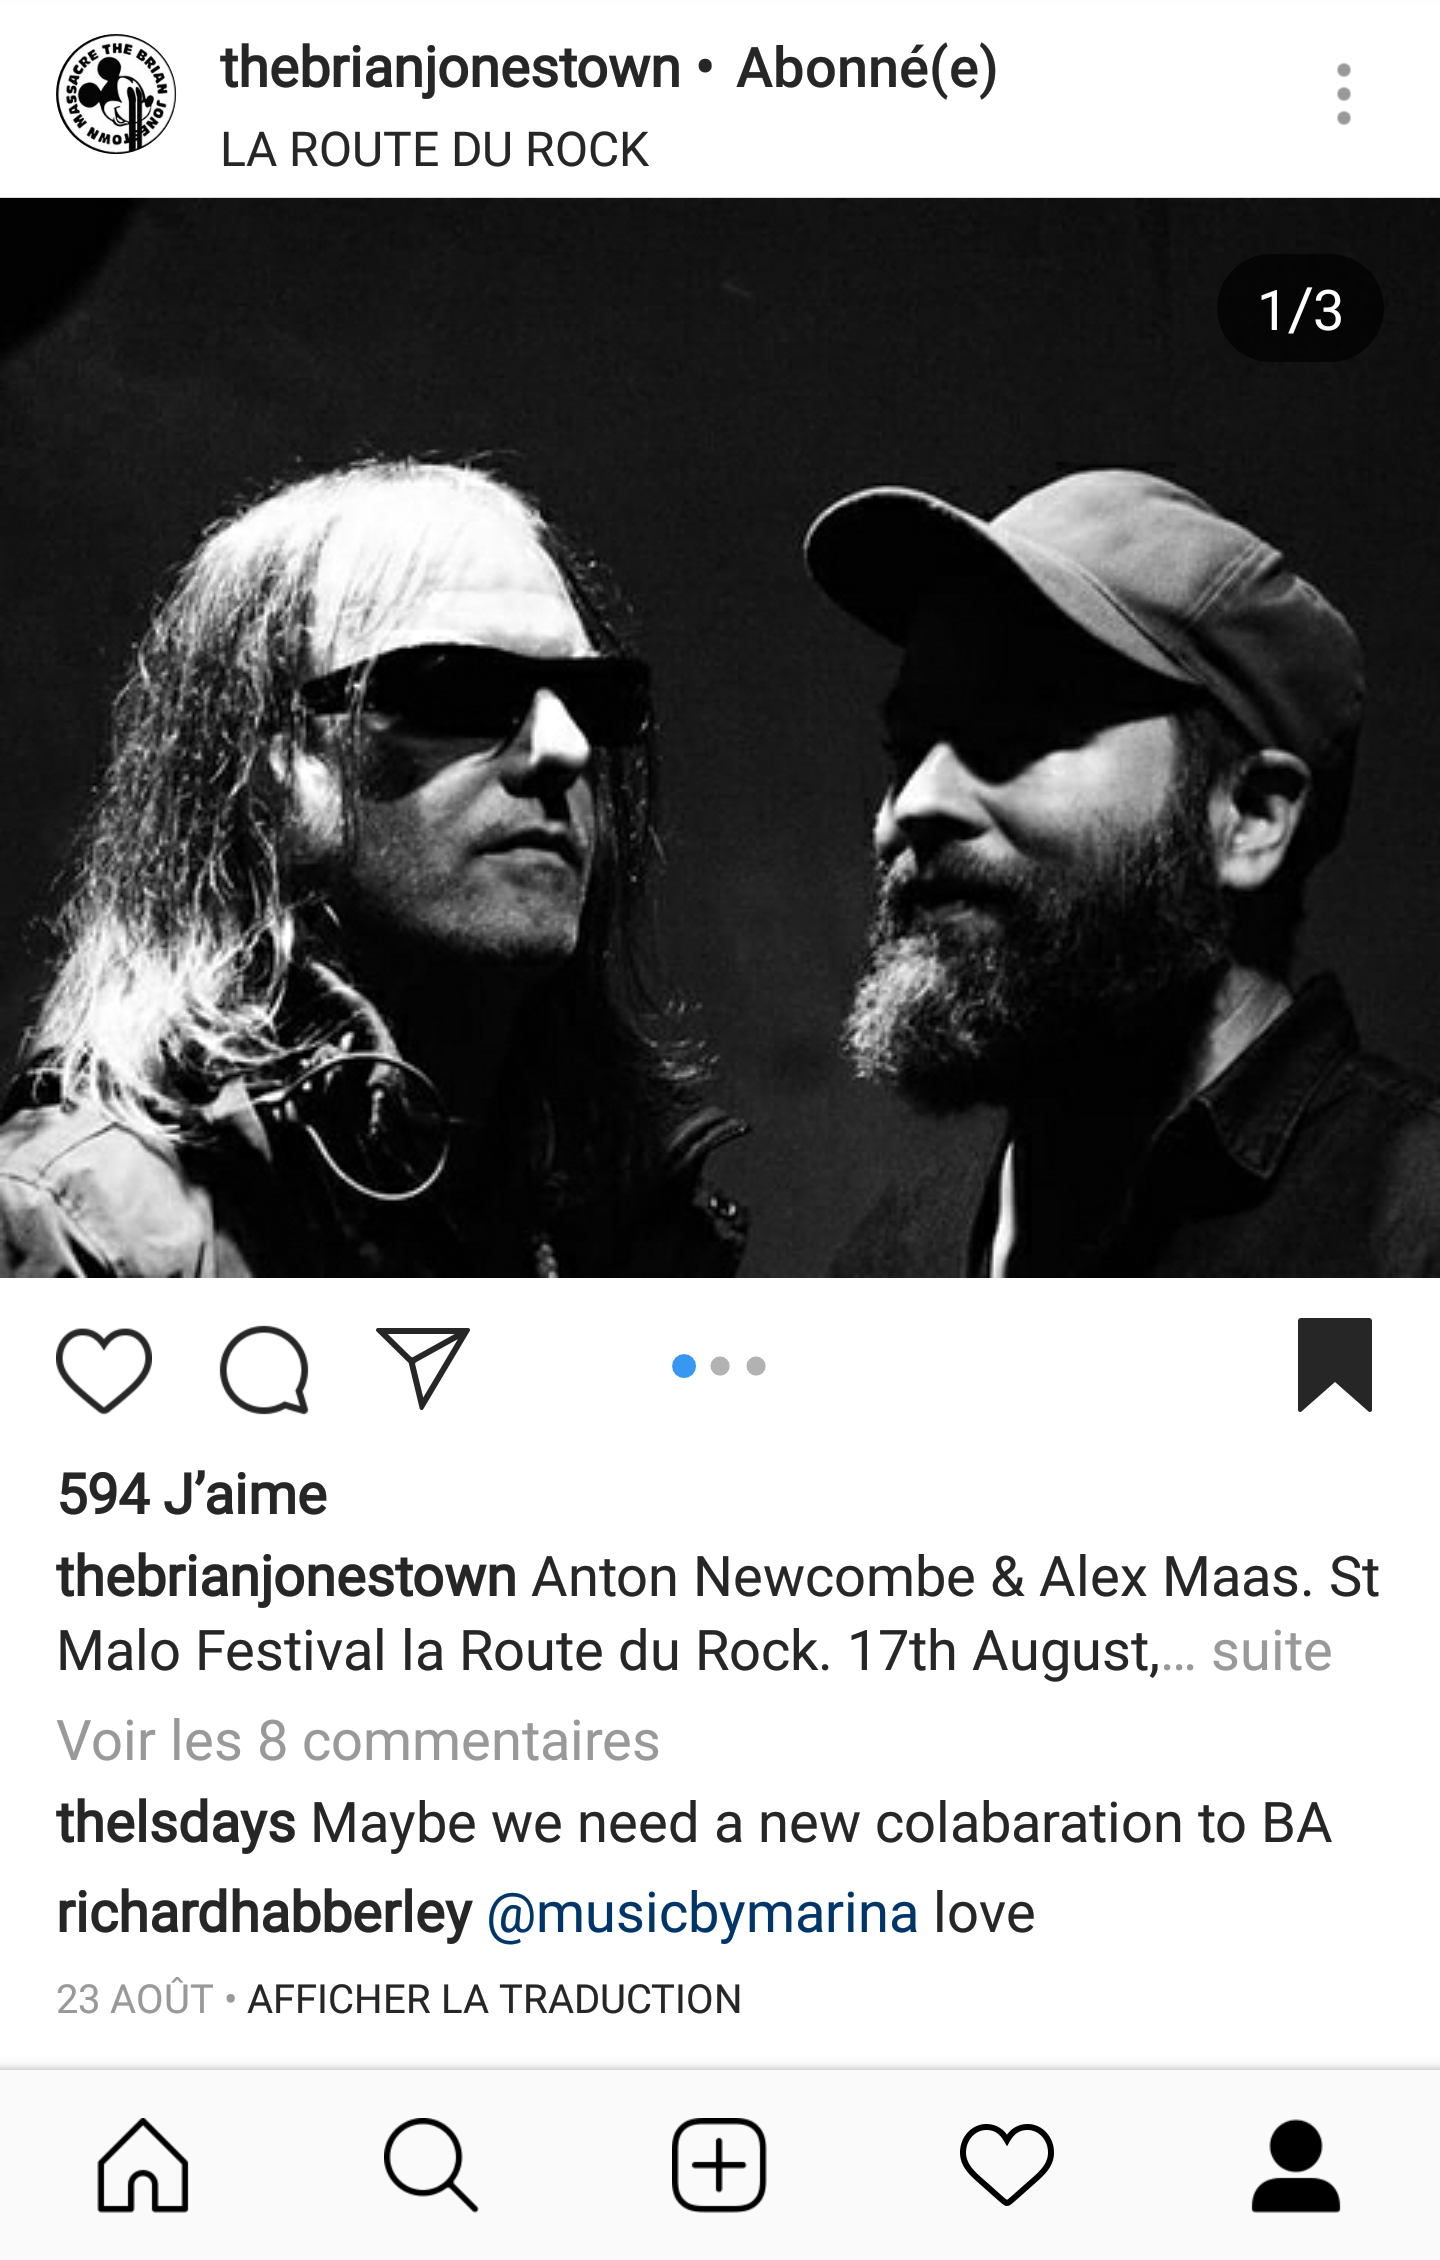 THE BRIAN JONESTOWN MASSACRE
thebrianjonestown • Abonné(e)
LA ROUTE DU ROCK
1/3
594 J’aime
thebrianjonestown Anton Newcombe & Alex Maas. St
Malo Festival la Route du Rock. 17th August,... suite
Voir les 8 commentaires
thelsdays Maybe we need a new colabaration to BA
richardhabberley @musicbymarina love
23 AOÛT • AFFICHER LA TRADUCTION